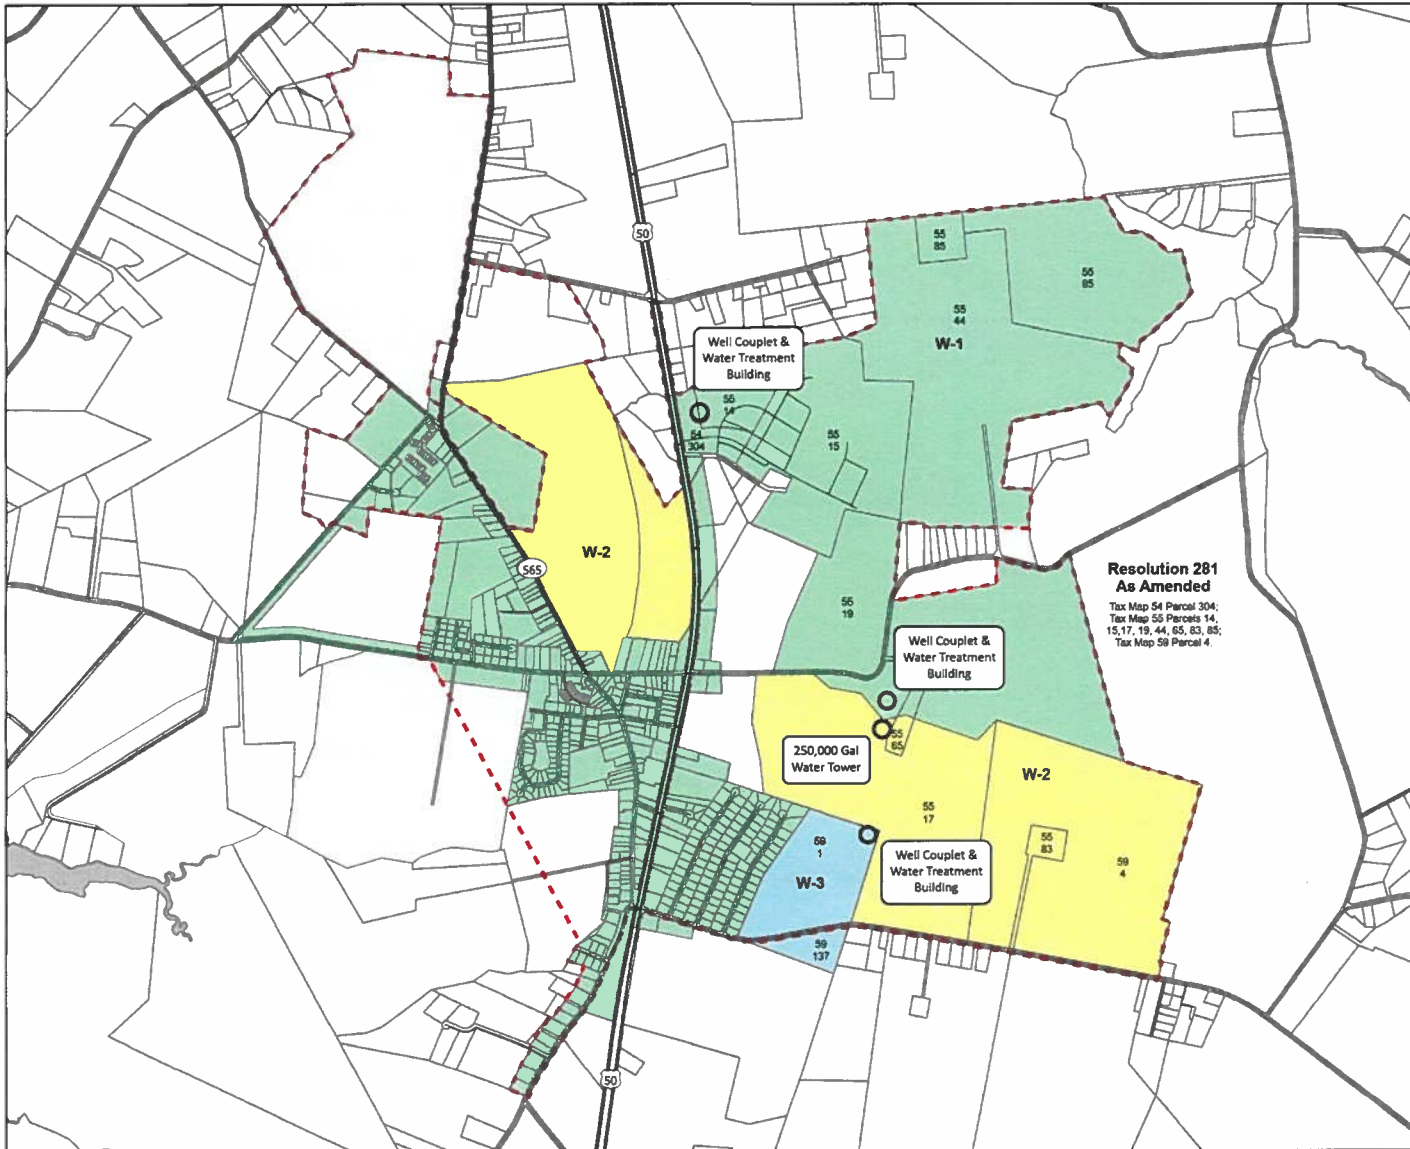 50
55
85
55
85
55
44
W-1
Well Couplet &
Water Treatment
Building
55
14
54
304
55
15
W-2
565
55
19
Resolution 281
As Amended
Tax Map 54 Parcel 304;
Tax Map 55 Parcels 14,
15,17, 19, 44, 65, 83, 85;
Tax Map 59 Parcel 4.
Well Couplet &
Water Treatment
Building
250,000 Gal
Water Tower
55
65
W-2
55
17
55
83
59
4
59
1
W-3
Well Couplet &
Water Treatment
Building
59
137
50